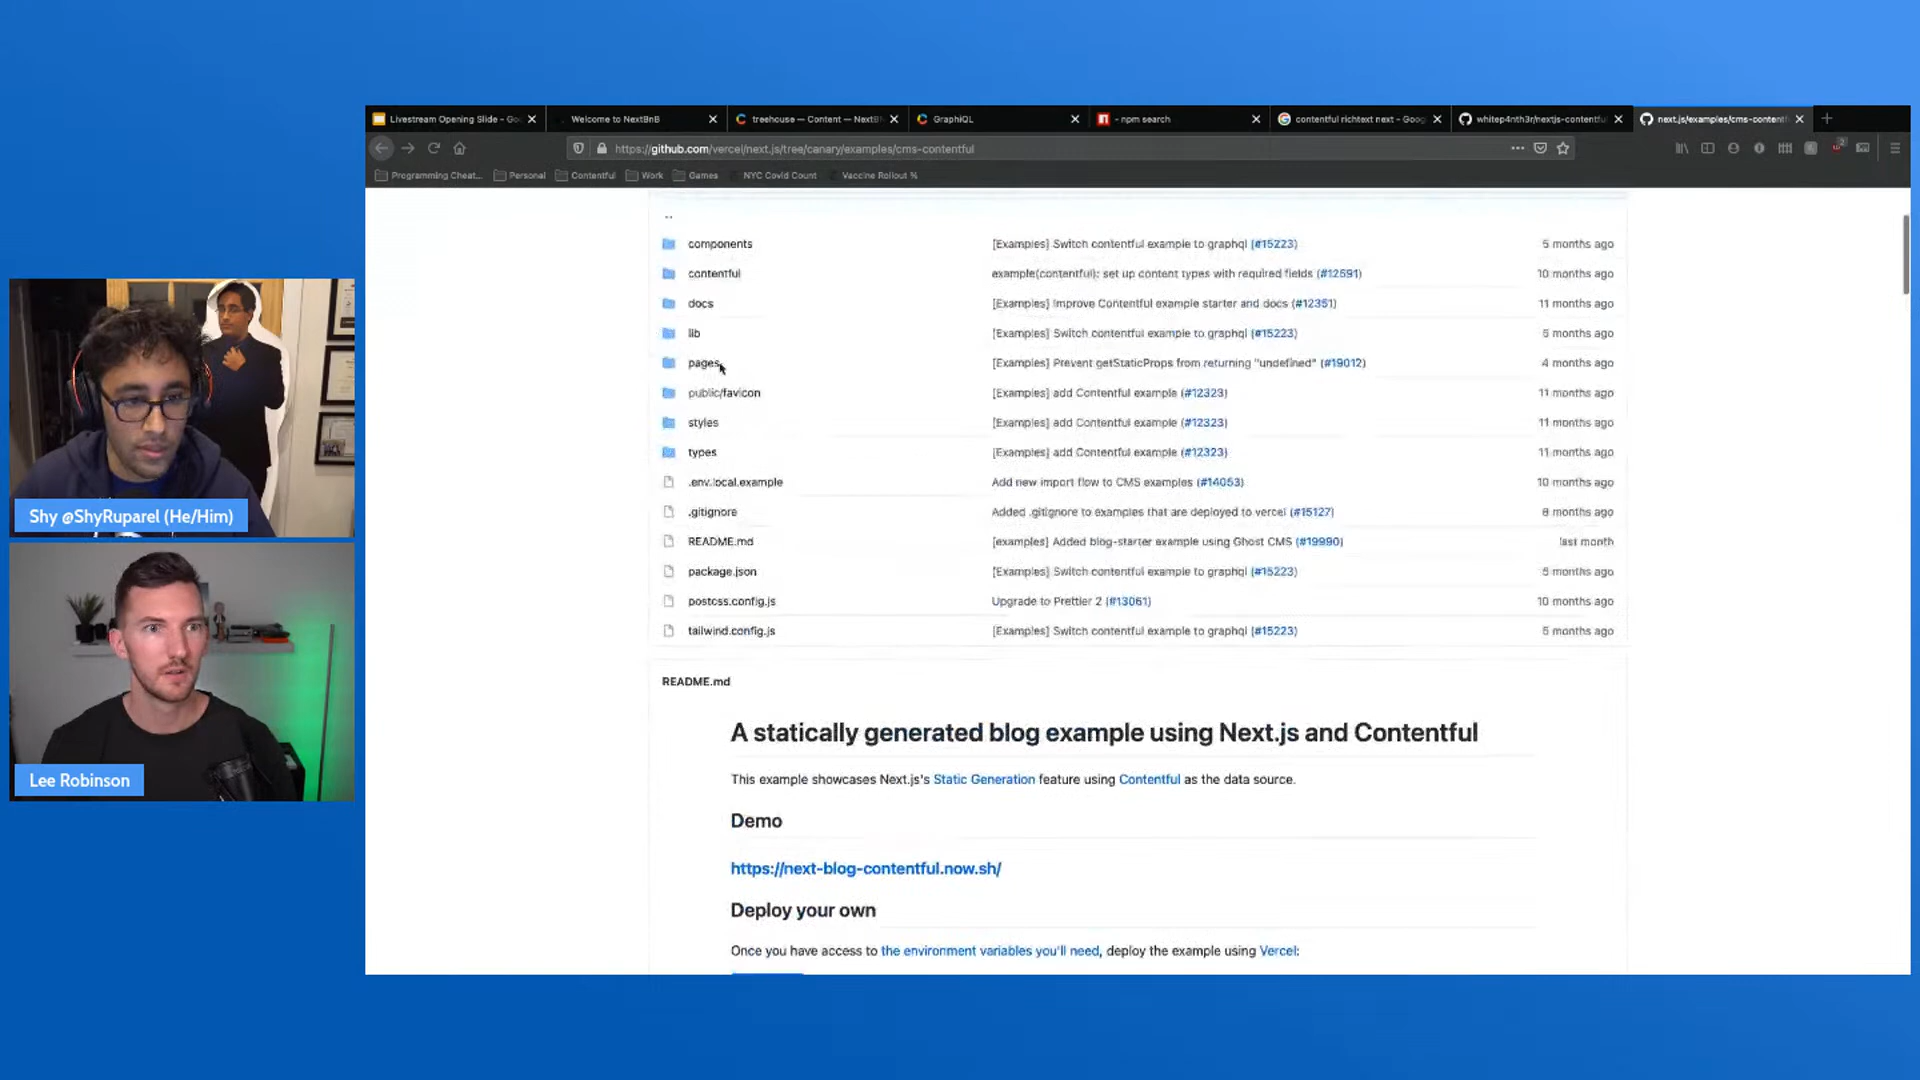 Livestream Opening Slide - Go
Welcome to NextBnB
treehouse — Content — NextB
GraphiQL
- npm search
contentful richtext next - Goog
whitep4nth3r/nextjs-contentful
next.js/examples/cms-contentf
https://github.com/vercel/next.js/tree/canary/examples/cms-contentful
Programming Cheat...
Personal
Contentful
Work
Games
NYC Covid Count
Vaccine Rollout %
..
components [Examples] Switch contentful example to graphql (#15223) 5 months ago
contentful example(contentful): set up content types with required fields (#12591) 10 months ago
docs [Examples] Improve Contentful example starter and docs (#12351) 11 months ago
lib [Examples] Switch contentful example to graphql (#15223) 5 months ago
pages [Examples] Prevent getStaticProps from returning "undefined" (#19012) 4 months ago
public/favicon [Examples] add Contentful example (#12323) 11 months ago
styles [Examples] add Contentful example (#12323) 11 months ago
types [Examples] add Contentful example (#12323) 11 months ago
.env.local.example Add new import flow to CMS examples (#14053) 10 months ago
.gitignore Added .gitignore to examples that are deployed to vercel (#15127) 8 months ago
README.md [examples] Added blog-starter example using Ghost CMS (#19990) last month
package.json [Examples] Switch contentful example to graphql (#15223) 5 months ago
postcss.config.js Upgrade to Prettier 2 (#13061) 10 months ago
tailwind.config.js [Examples] Switch contentful example to graphql (#15223) 5 months ago
README.md
A statically generated blog example using Next.js and Contentful
This example showcases Next.js's Static Generation feature using Contentful as the data source.
Demo
https://next-blog-contentful.now.sh/
Deploy your own
Once you have access to the environment variables you'll need, deploy the example using Vercel:
Shy @ShyRuparel (He/Him)
Lee Robinson